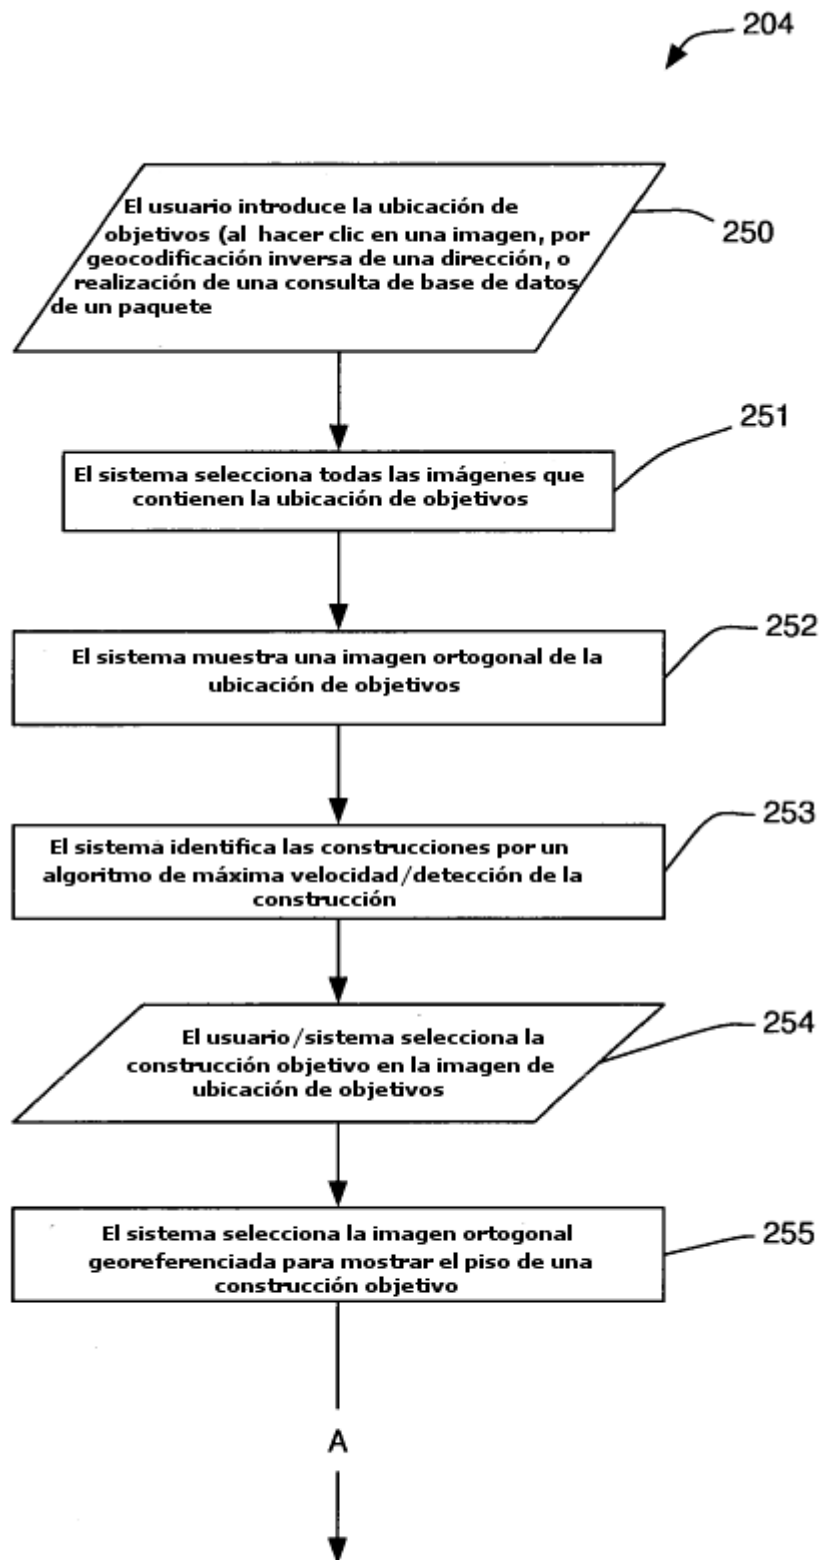 204
El usuario introduce la ubicación de
objetivos (al hacer clic en una imagen, por
geocodificación inversa de una dirección, o
realización de una consulta de base de datos
de un paquete
250
251
El sistema selecciona todas las imágenes que
contienen la ubicación de objetivos
252
El sistema muestra una imagen ortogonal de la
ubicación de objetivos
253
El sistema identifica las construcciones por un
algoritmo de máxima velocidad/detección de la
construcción
254
El usuario/sistema selecciona la
construcción objetivo en la imagen de
ubicación de objetivos
255
El sistema selecciona la imagen ortogonal
georeferenciada para mostrar el piso de una
construcción objetivo
A